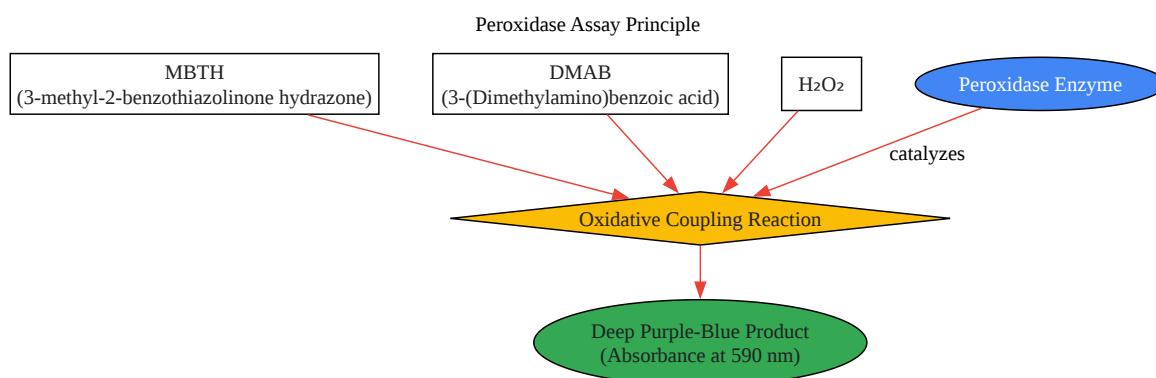 Peroxidase Assay Principle
MBTH
(3-methyl-2-benzothiazolinone hydrazone)
DMAB
(3-(Dimethylamino)benzoic acid)
H₂O₂
Peroxidase Enzyme
catalyzes
Oxidative Coupling Reaction
Deep Purple-Blue Product
(Absorbance at 590 nm)